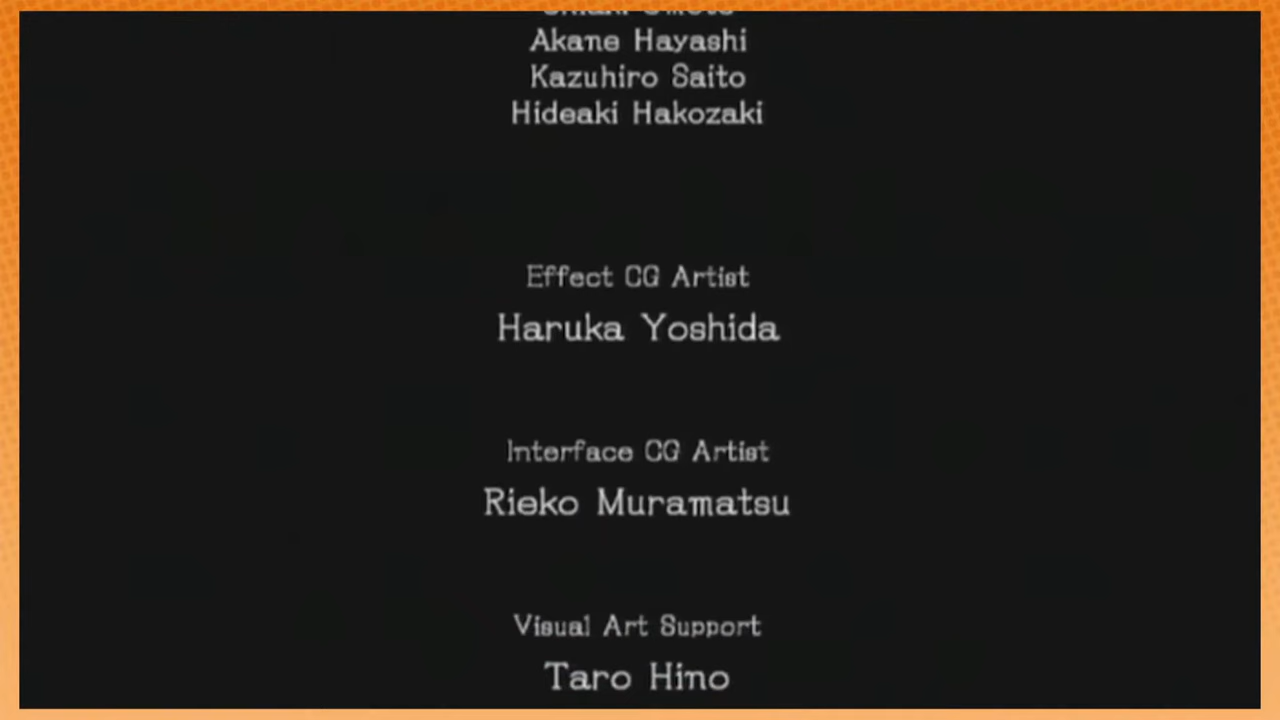 Akane Hayashi
Kazuhiro Saito
Hideaki Hakozaki
Effect CG Artist
Haruka Yoshida
Interface CG Artist
Rieko Muramatsu
Visual Art Support
Taro Hino